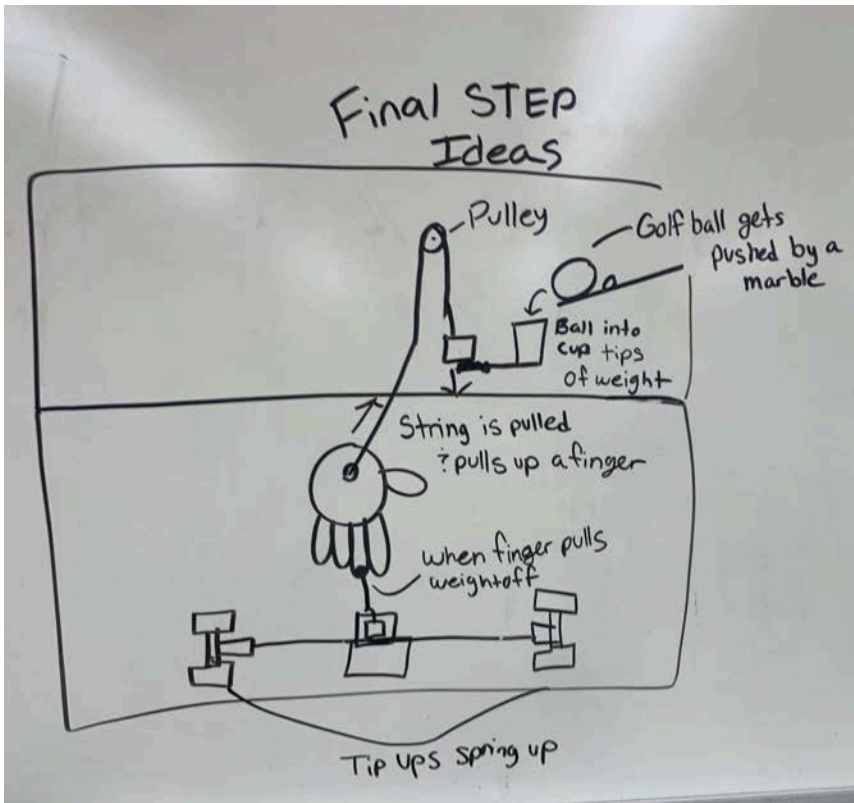 Final STEP
Ideas
Pulley
Golf ball gets
pushed by a
marble
Ball into
cup tips
of weight
String is pulled
& pulls up a finger
when finger pulls
weight off
Tip ups spring up